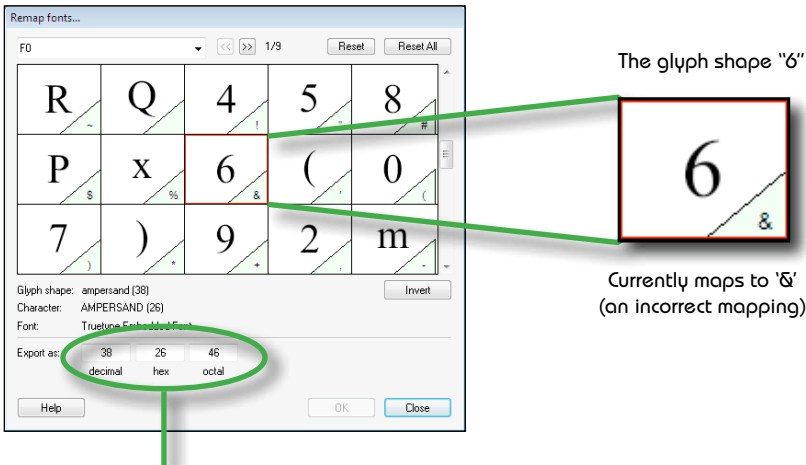 Remap fonts...
F0 << >> 1/9 Reset Reset All
R ~ Q 4 ! 5 " 8 #
P $ x % 6 & ( ' 0 (
7 ) ) * 9 + 2 , m -
Glyph shape: ampersand (38) Invert
Character: AMPERSAND (26)
Font: Truetype Embedded Font
Export as: 38 26 46
decimal hex octal
Help OK Close
The glyph shape "6"
6
&
Currently maps to '&'
(an incorrect mapping)